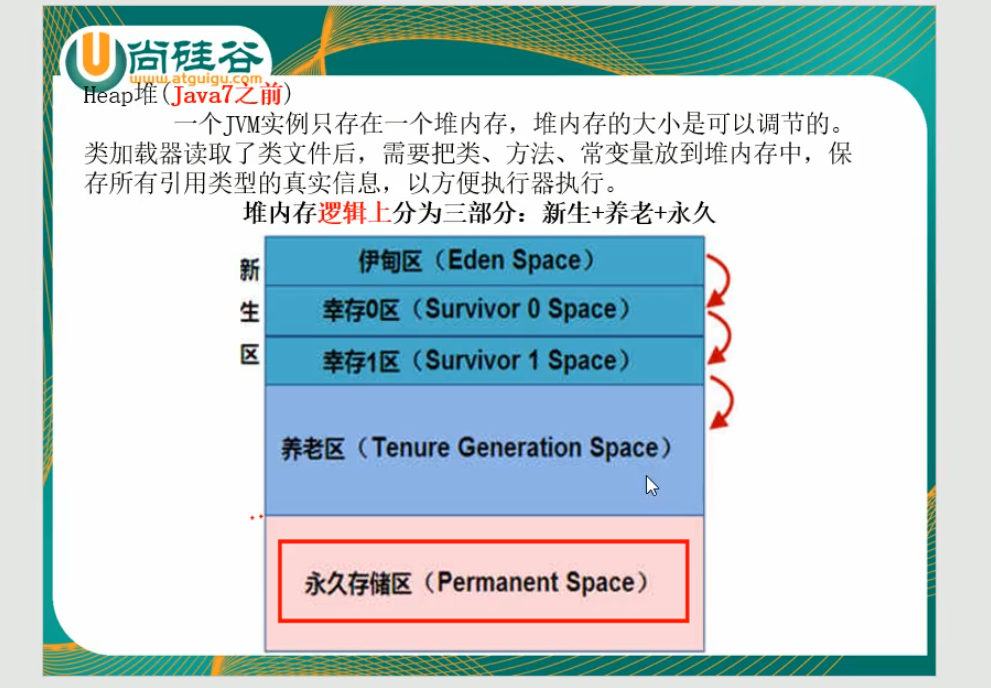 尚硅谷
www.atguigu.com
Heap堆(Java7之前)
一个JVM实例只存在一个堆内存，堆内存的大小是可以调节的。
类加载器读取了类文件后，需要把类、方法、常变量放到堆内存中，保
存所有引用类型的真实信息，以方便执行器执行。
堆内存逻辑上分为三部分：新生+养老+永久
新
生
区
伊甸区（Eden Space）
幸存0区（Survivor 0 Space）
幸存1区（Survivor 1 Space）
养老区（Tenure Generation Space）
永久存储区（Permanent Space）